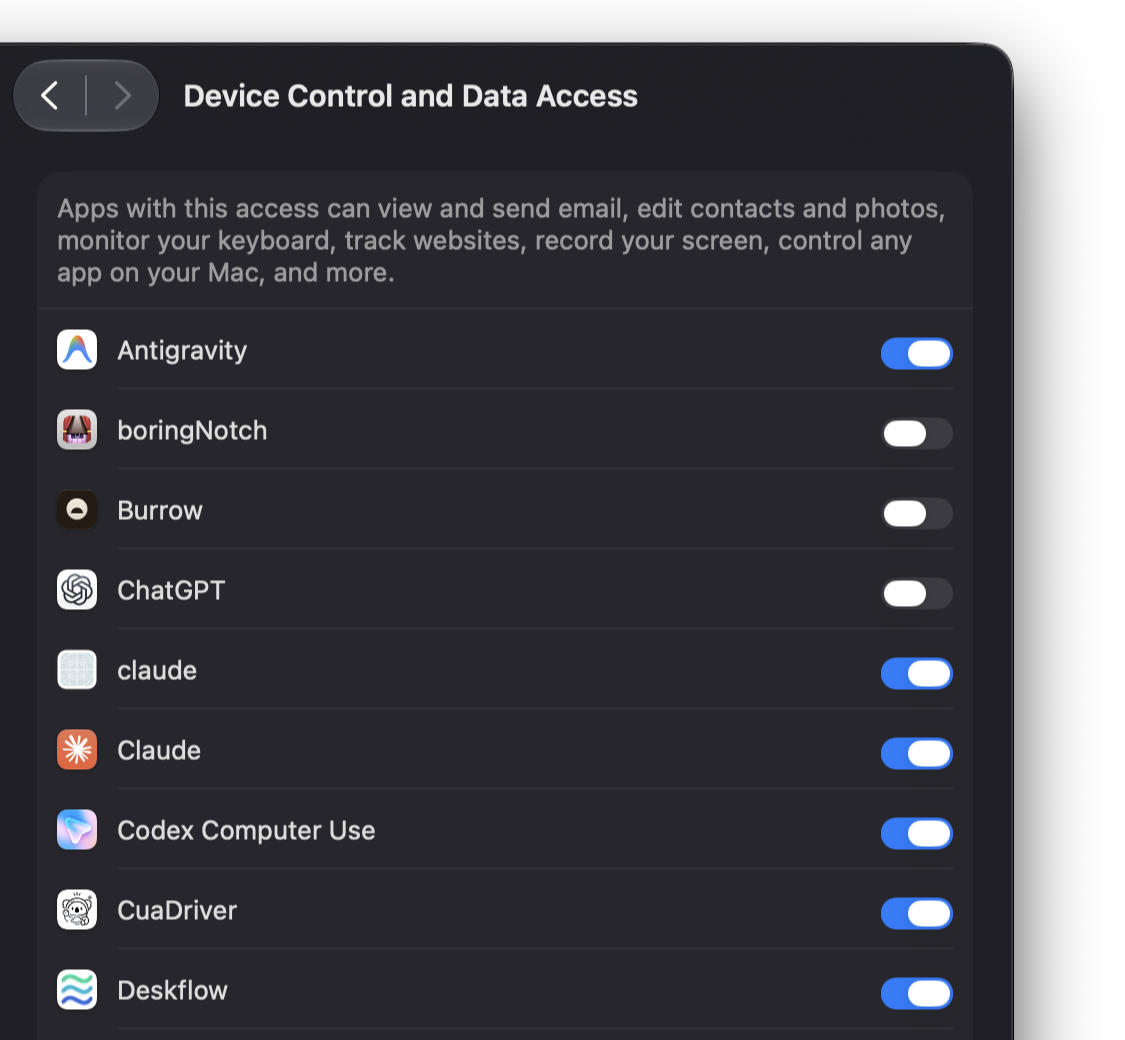 Device Control and Data Access
Apps with this access can view and send email, edit contacts and photos,
monitor your keyboard, track websites, record your screen, control any
app on your Mac, and more.
Antigravity
boringNotch
Burrow
ChatGPT
claude
Claude
Codex Computer Use
CuaDriver
Deskflow